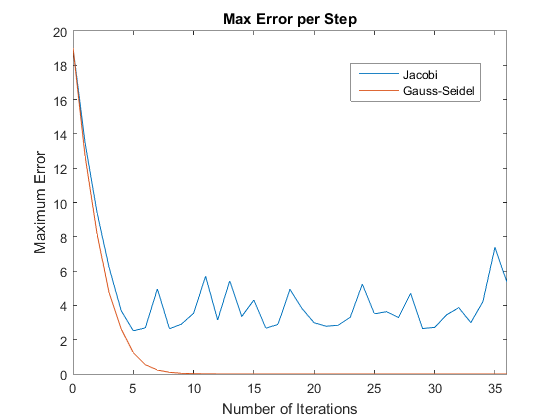 Max Error per Step
Maximum Error
20
18
16
14
12
10
8
6
4
2
0
Jacobi
Gauss-Seidel
0 5 10 15 20 25 30 35
Number of Iterations